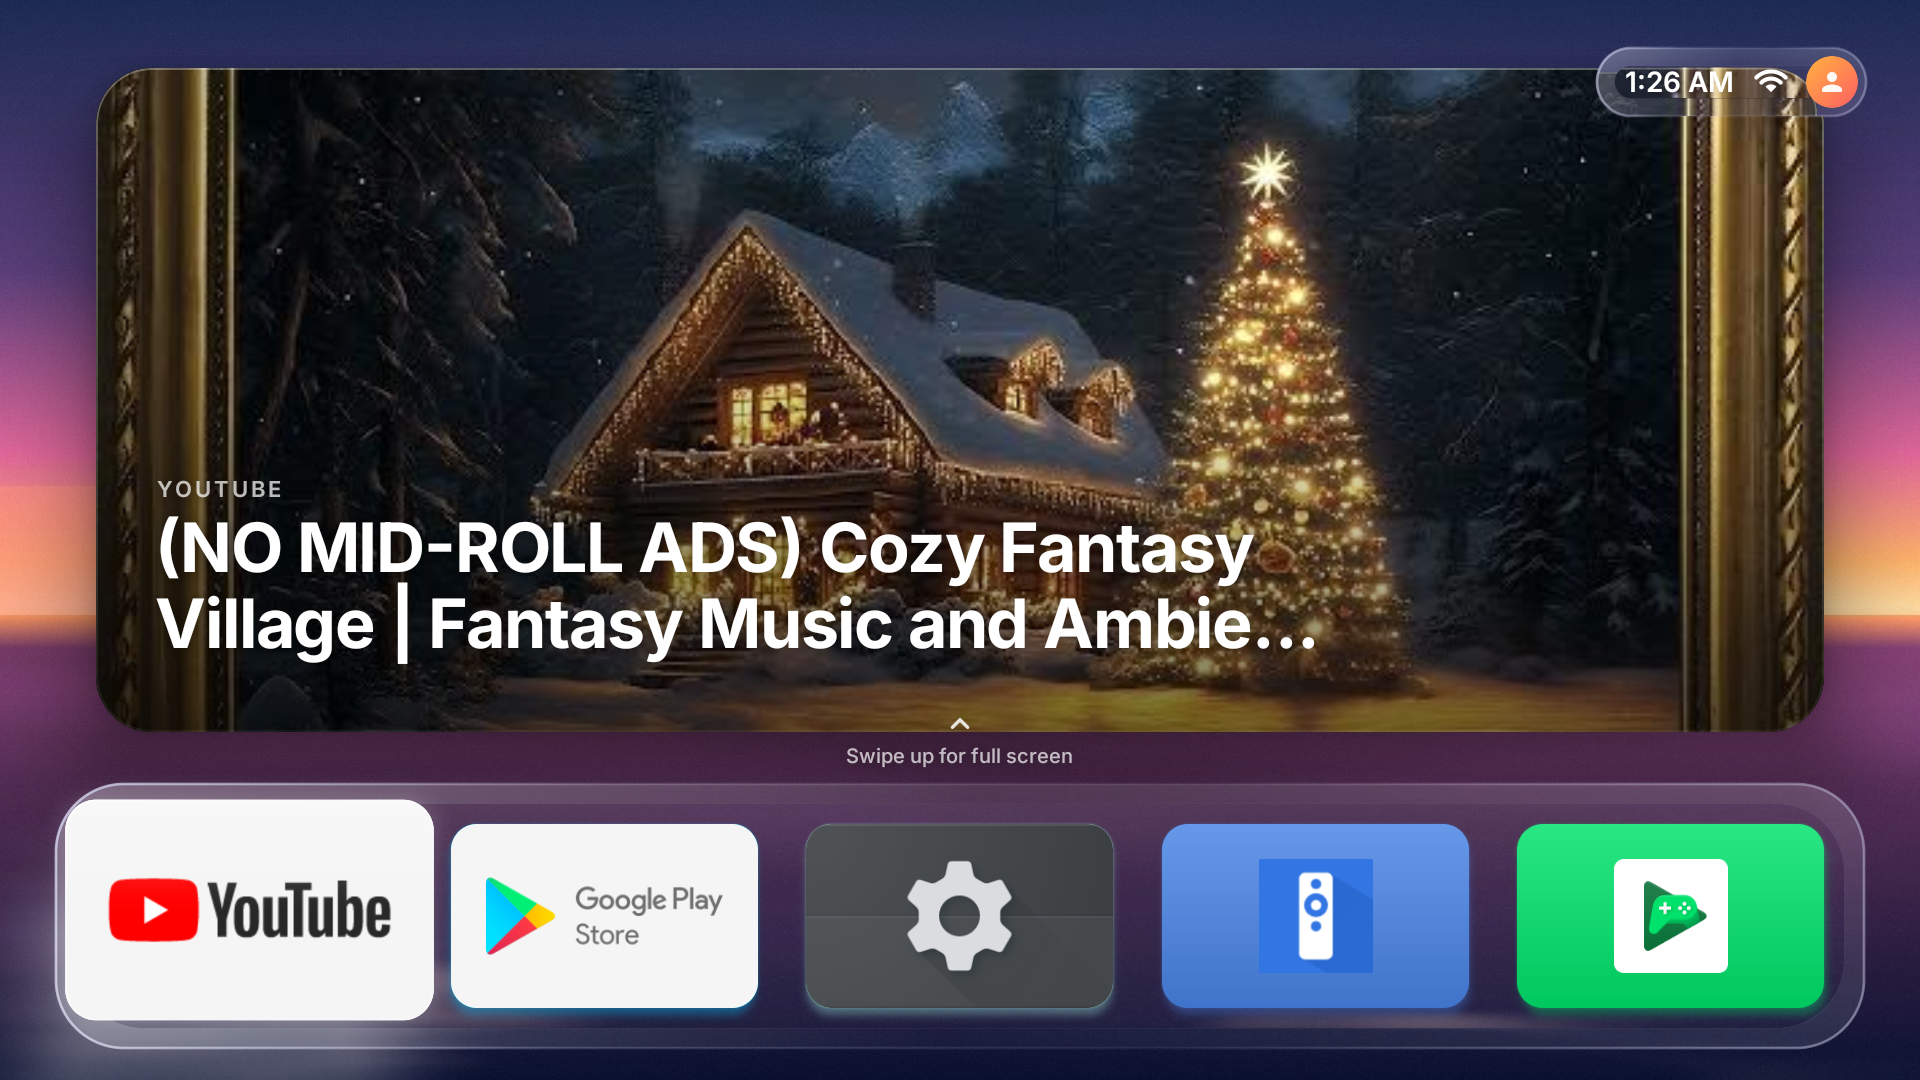 1:26 AM
YOUTUBE
(NO MID-ROLL ADS) Cozy Fantasy
Village | Fantasy Music and Ambie...
Swipe up for full screen
YouTube
Google Play
Store